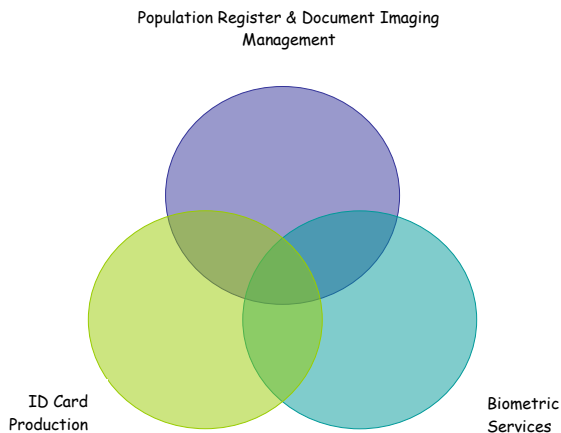 Population Register & Document Imaging
Management
ID Card
Production
Biometric
Services